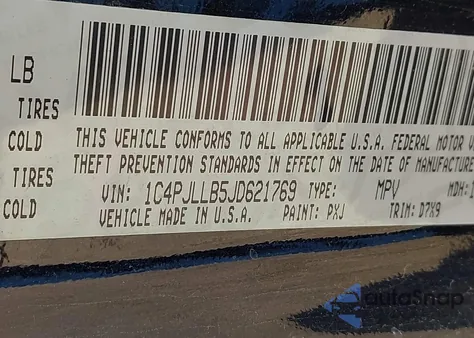 LB
TIRES
COLD THIS VEHICLE CONFORMS TO ALL APPLICABLE U.S.A. FEDERAL MOTOR V
THEFT PREVENTION STANDARDS IN EFFECT ON THE DATE OF MANUFACTURE
TIRES VIN: 1C4PJLLB5JD621769 TYPE: MPV MDH:
COLD VEHICLE MADE IN U.S.A. PAINT: PXJ TRIM: D7X9
autoSnap